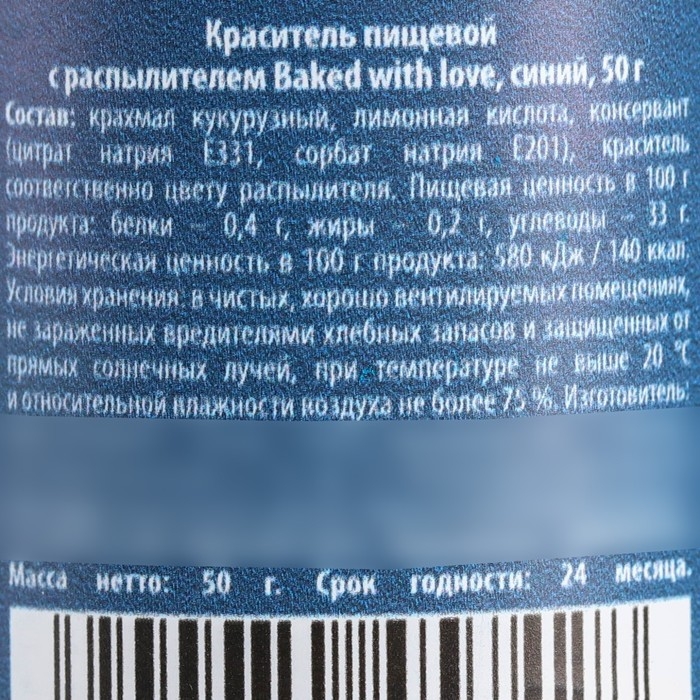 Краситель пищевой
с распылителем Baked with love, синий, 50 г
Состав: крахмал кукурузный, лимонная кислота, консервант
(цитрат натрия Е331, сорбат натрия Е201), краситель
соответственно цвету распылителя. Пищевая ценность в 100 г
продукта: белки – 0,4 г, жиры – 0,2 г, углеводы – 33 г.
Энергетическая ценность в 100 г продукта: 580 кДж / 140 ккал.
Условия хранения: в чистых, хорошо вентилируемых помещениях,
не зараженных вредителями хлебных запасов и защищенных от
прямых солнечных лучей, при температуре не выше 20 °С
и относительной влажности воздуха не более 75 %. Изготовитель:
Масса нетто: 50 г. Срок годности: 24 месяца.